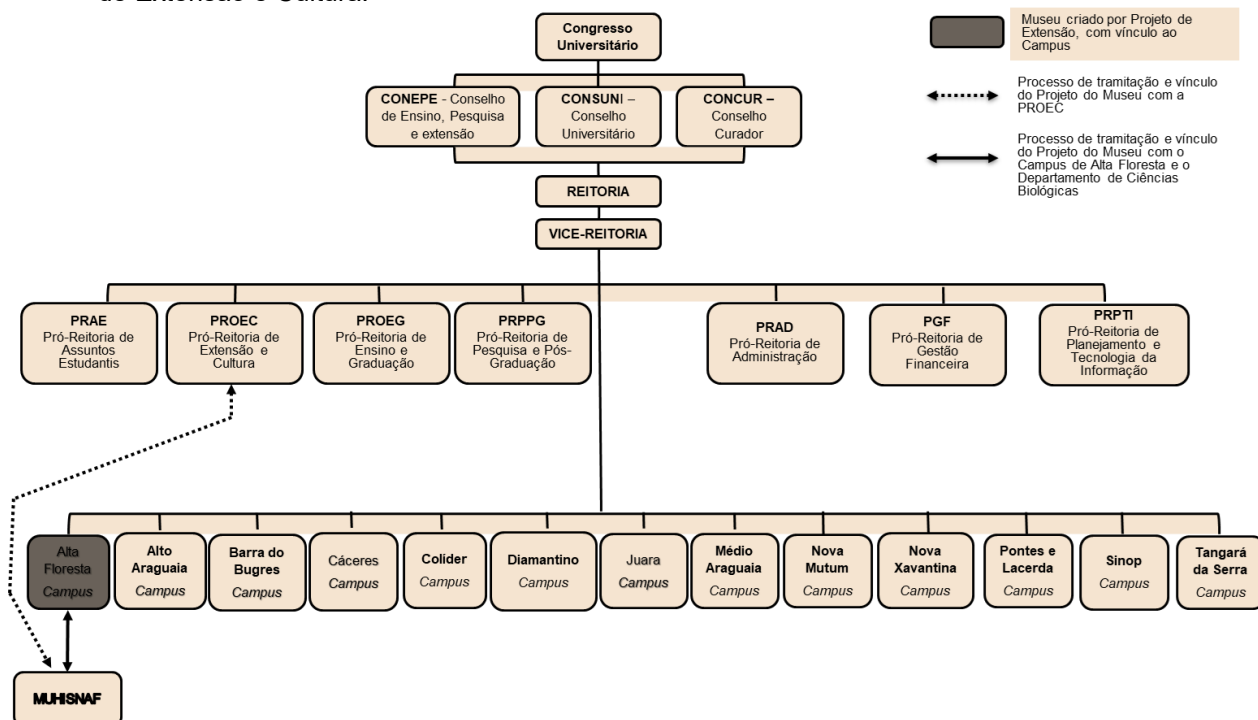 de Extensão e Cultura.
Congresso
Universitário
Museu criado por Projeto de
Extensão, com vínculo ao
Campus
Processo de tramitação e vínculo
do Projeto do Museu com a
PROEC
Processo de tramitação e vínculo
do Projeto do Museu com o
Campus de Alta Floresta e o
Departamento de Ciências
Biológicas
CONEPE - Conselho
de Ensino, Pesquisa
e extensão
CONSUNI –
Conselho
Universitário
CONCUR –
Conselho
Curador
REITORIA
VICE-REITORIA
PRAE
Pró-Reitoria de
Assuntos
Estudantis
PROEC
Pró-Reitoria de
Extensão e
Cultura
PROEG
Pró-Reitoria de
Ensino e
Graduação
PRPPG
Pró-Reitoria de
Pesquisa e Pós-
Graduação
PRAD
Pró-Reitoria de
Administração
PGF
Pró-Reitoria de
Gestão
Financeira
PRPTI
Pró-Reitoria de
Planejamento e
Tecnologia da
Informação
Alta
Floresta
Campus
Alto
Araguaia
Campus
Barra do
Bugres
Campus
Cáceres
Campus
Colider
Campus
Diamantino
Campus
Juara
Campus
Médio
Araguaia
Campus
Nova
Mutum
Campus
Nova
Xavantina
Campus
Pontes e
Lacerda
Campus
Sinop
Campus
Tangará
da Serra
Campus
MUHISNAF